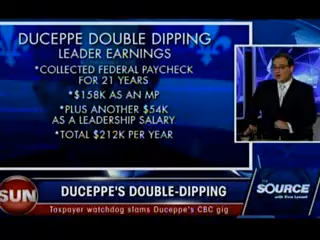 DUCEPPE DOUBLE DIPPING
LEADER EARNINGS
*COLLECTED FEDERAL PAYCHECK
FOR 21 YEARS
*$158K AS AN MP
*PLUS ANOTHER $54K
AS A LEADERSHIP SALARY
*TOTAL $212K PER YEAR
SUN
DUCEPPE'S DOUBLE-DIPPING
Taxpayer watchdog slams Duceppe's CBC gig
THE SOURCE
with Ezra Levant